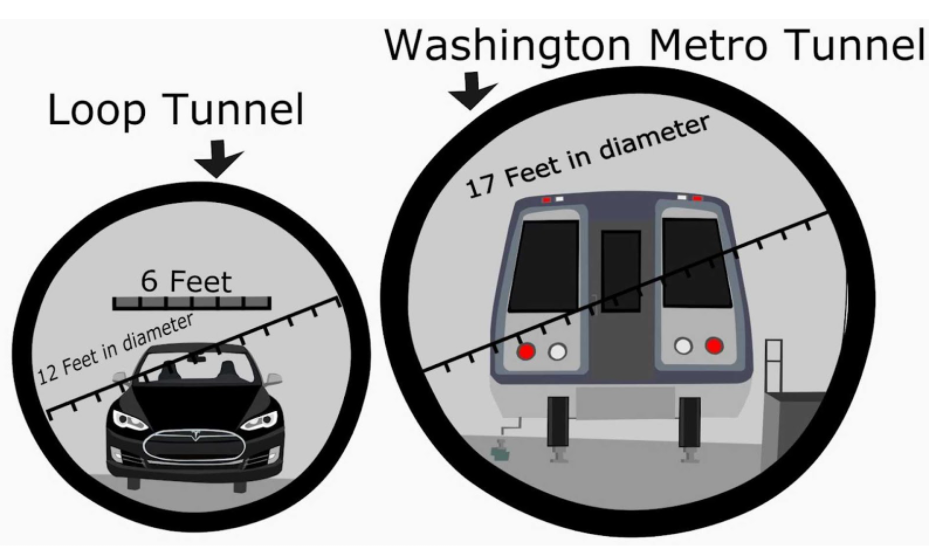 Washington Metro Tunnel
Loop Tunnel
17 Feet in diameter
6 Feet
12 Feet in diameter